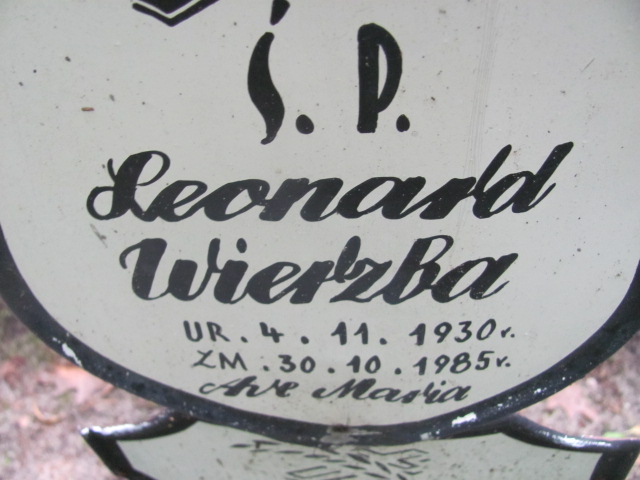 Ś. P.
Leonard
Wierzba
UR. 4. 11. 1930 r.
ZM. 30. 10. 1985 r.
Ave Maria